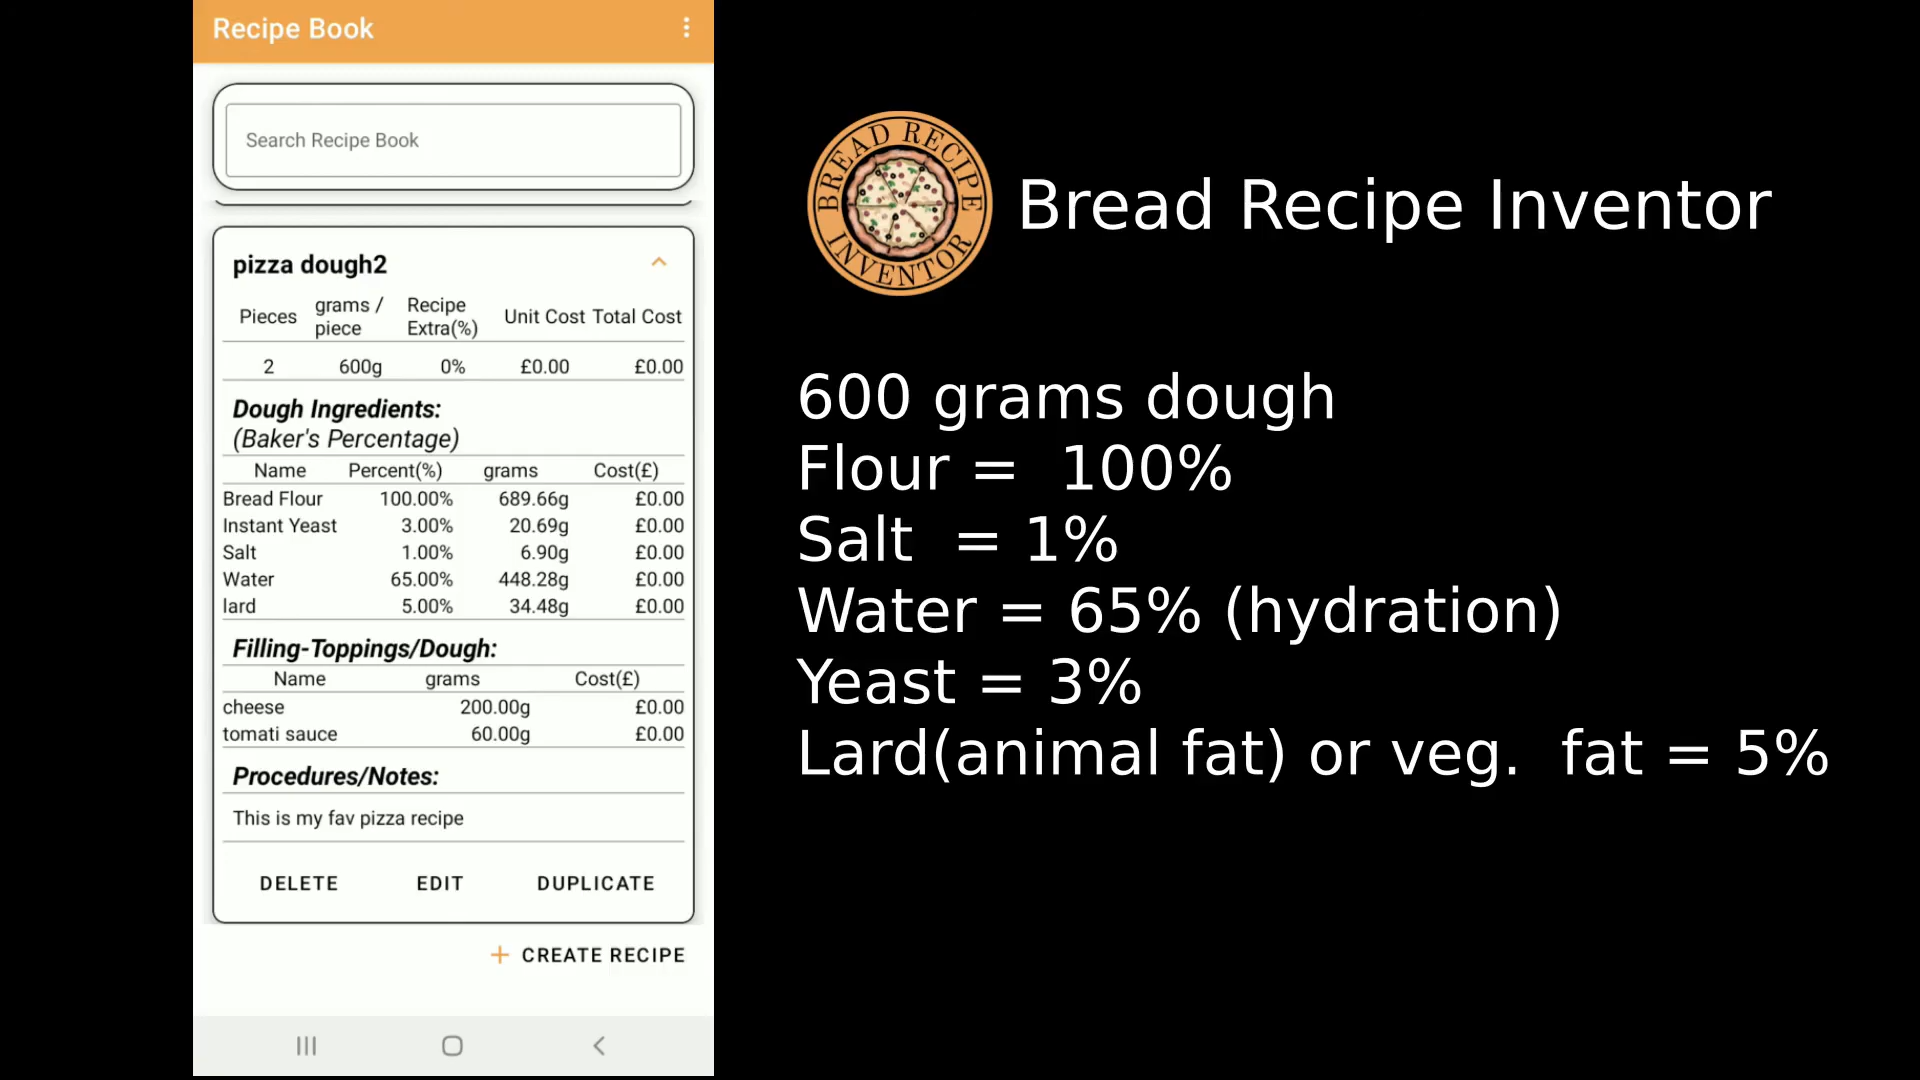 Recipe Book
Search Recipe Book
pizza dough2
Pieces grams / piece Recipe Extra(%) Unit Cost Total Cost
2 600g 0% £0.00 £0.00
Dough Ingredients:
(Baker's Percentage)
Name Percent(%) grams Cost(£)
Bread Flour 100.00% 689.66g £0.00
Instant Yeast 3.00% 20.69g £0.00
Salt 1.00% 6.90g £0.00
Water 65.00% 448.28g £0.00
lard 5.00% 34.48g £0.00
Filling-Toppings/Dough:
Name grams Cost(£)
cheese 200.00g £0.00
tomati sauce 60.00g £0.00
Procedures/Notes:
This is my fav pizza recipe
DELETE EDIT DUPLICATE
+ CREATE RECIPE
BREAD RECIPE
INVENTOR
Bread Recipe Inventor
600 grams dough
Flour =  100%
Salt  = 1%
Water = 65% (hydration)
Yeast = 3%
Lard(animal fat) or veg.  fat = 5%